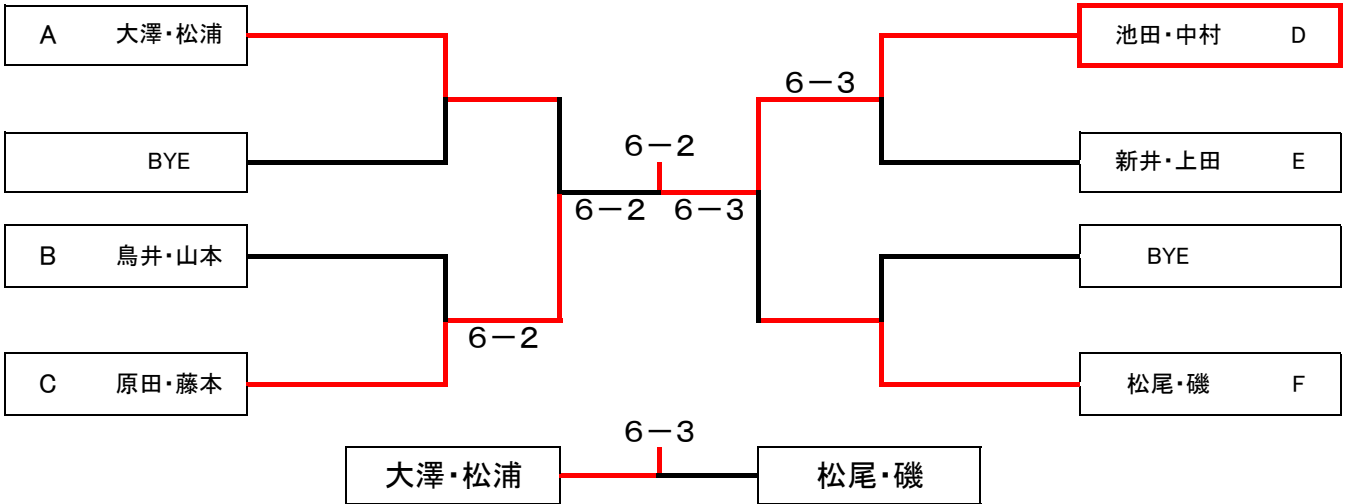 A 大澤・松浦
池田・中村 D
6-3
6-2
BYE
新井・上田 E
6-2
6-3
B 鳥井・山本
BYE
6-2
C 原田・藤本
松尾・磯 F
6-3
大澤・松浦
松尾・磯